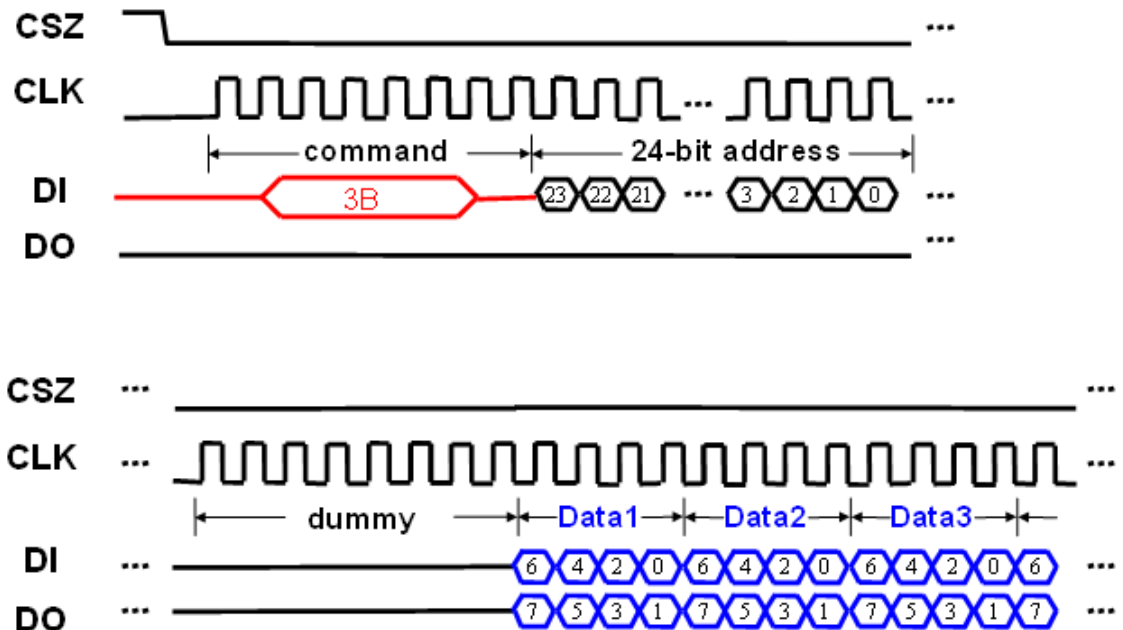 CSZ ...
CLK ... ...
command 24-bit address
DI 3B 23 22 21 ... 3 2 1 0 ...
DO ...
CSZ ... ...
CLK ... ...
dummy Data1 Data2 Data3
DI ... 6 4 2 0 6 4 2 0 6 4 2 0 6 ...
DO ... 7 5 3 1 7 5 3 1 7 5 3 1 7 ...